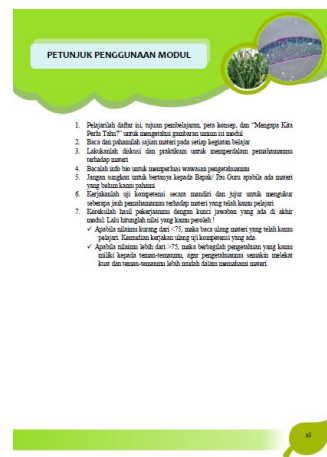 PETUNJUK PENGGUNAAN MODUL
1. Pelajarilah daftar isi, tujuan pembelajaran, peta konsep, dan “Mengapa Kita
Perlu Tahu?” untuk mengetahui gambaran umum isi modul
2. Baca dan pahamilah sajian materi pada setiap kegiatan belajar
3. Lakukanlah diskusi dan praktikum untuk memperdalam pemahamanmu
terhadap materi
4. Bacalah info bio untuk memperluas wawasan pengetahuanmu
5. Jangan sungkan untuk bertanya kepada Bapak/ Ibu Guru apabila ada materi
yang belum kamu pahami
6. Kerjakanlah uji kompetensi secara mandiri dan jujur untuk mengukur
seberapa jauh pemahamanmu terhadap materi yang telah kamu pelajari
7. Koreksilah hasil pekerjaanmu dengan kunci jawaban yang ada di akhir
modul. Lalu hitunglah nilai yang kamu peroleh !
✓ Apabila nilaimu kurang dari <75, maka baca ulang materi yang telah kamu
pelajari. Kemudian kerjakan ulang uji kompetensi yang ada.
✓ Apabila nilaimu lebih dari >75, maka berbagilah pengetahuan yang kamu
miliki kepada teman-temanmu, agar pengetahuanmu semakin melekat
kuat dan teman-temanmu lebih mudah dalam memahami materi.
xi